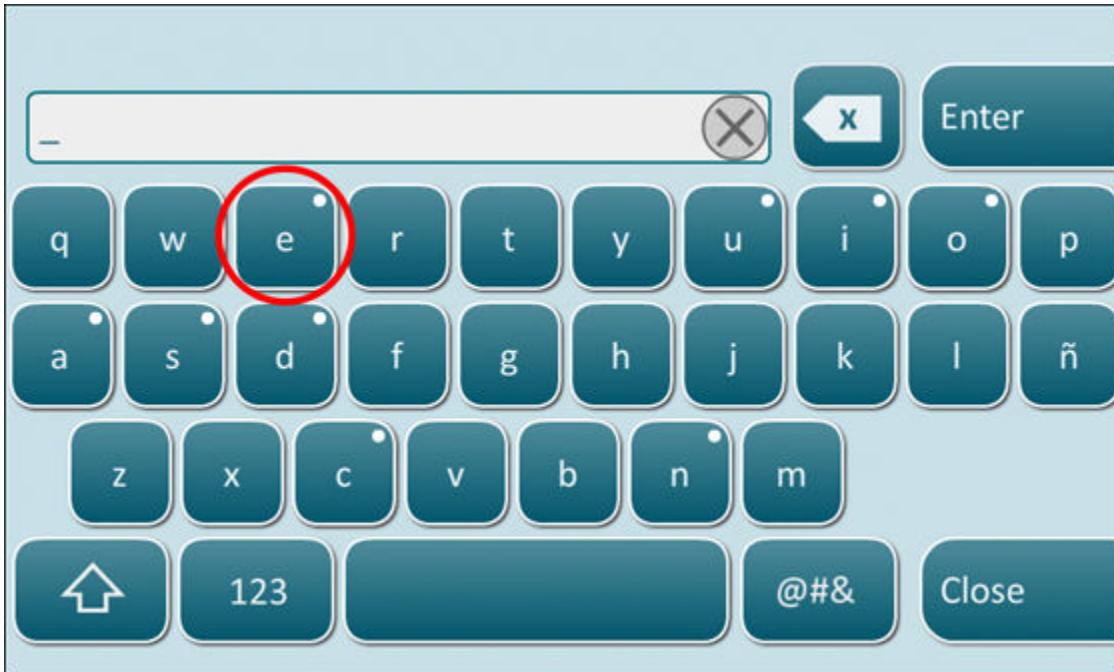 _
x Enter
q w e r t y u i o p
a s d f g h j k l ñ
z x c v b n m
123 @#& Close